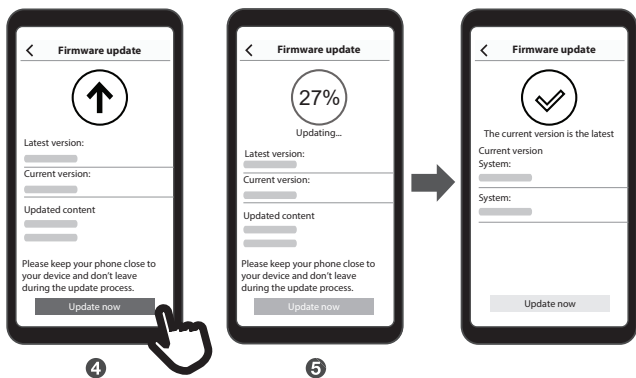 Firmware update
Latest version:
Current version:
Updated content
Please keep your phone close to
your device and don't leave
during the update process.
Update now
4
Firmware update
27%
Updating...
Latest version:
Current version:
Updated content
Please keep your phone close to
your device and don't leave
during the update process.
Update now
5
Firmware update
The current version is the latest
Current version
System:
System:
Update now